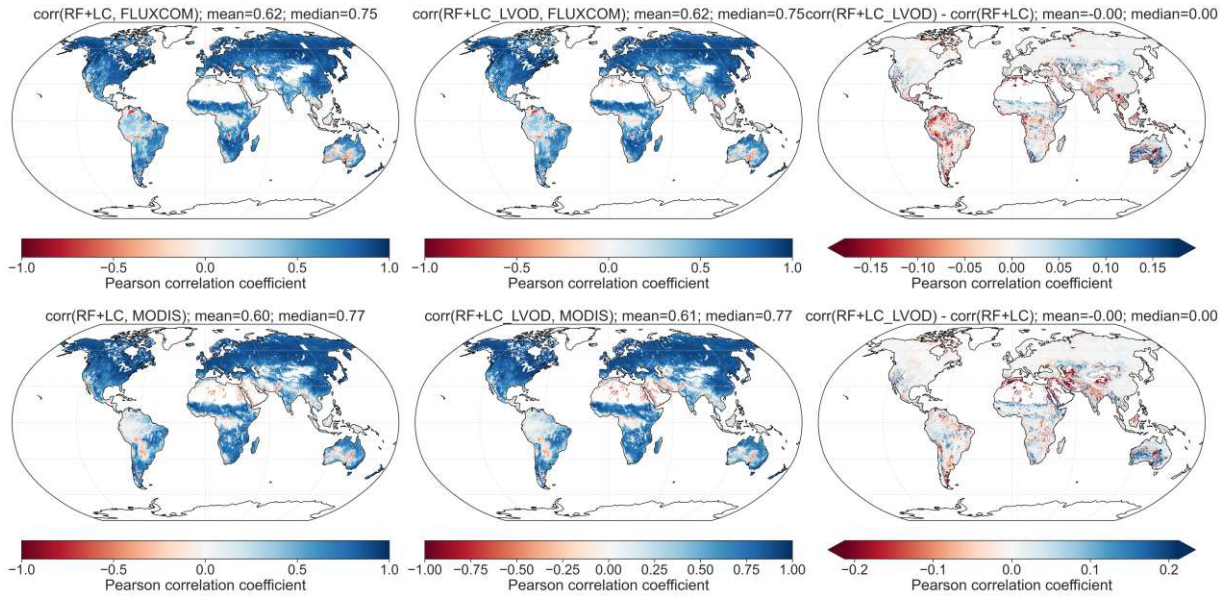 corr(RF+LC, FLUXCOM); mean=0.62; median=0.75
corr(RF+LC_LVOD, FLUXCOM); mean=0.62; median=0.75
corr(RF+LC_LVOD) - corr(RF+LC); mean=-0.00; median=0.00
−1.0 −0.5 0.0 0.5 1.0
Pearson correlation coefficient
−1.0 −0.5 0.0 0.5 1.0
Pearson correlation coefficient
−0.15 −0.10 −0.05 0.00 0.05 0.10 0.15
Pearson correlation coefficient
corr(RF+LC, MODIS); mean=0.60; median=0.77
corr(RF+LC_LVOD, MODIS); mean=0.61; median=0.77
corr(RF+LC_LVOD) - corr(RF+LC); mean=-0.00; median=0.00
−1.0 −0.5 0.0 0.5 1.0
Pearson correlation coefficient
−1.00 −0.75 −0.50 −0.25 0.00 0.25 0.50 0.75 1.00
Pearson correlation coefficient
−0.2 −0.1 0.0 0.1 0.2
Pearson correlation coefficient